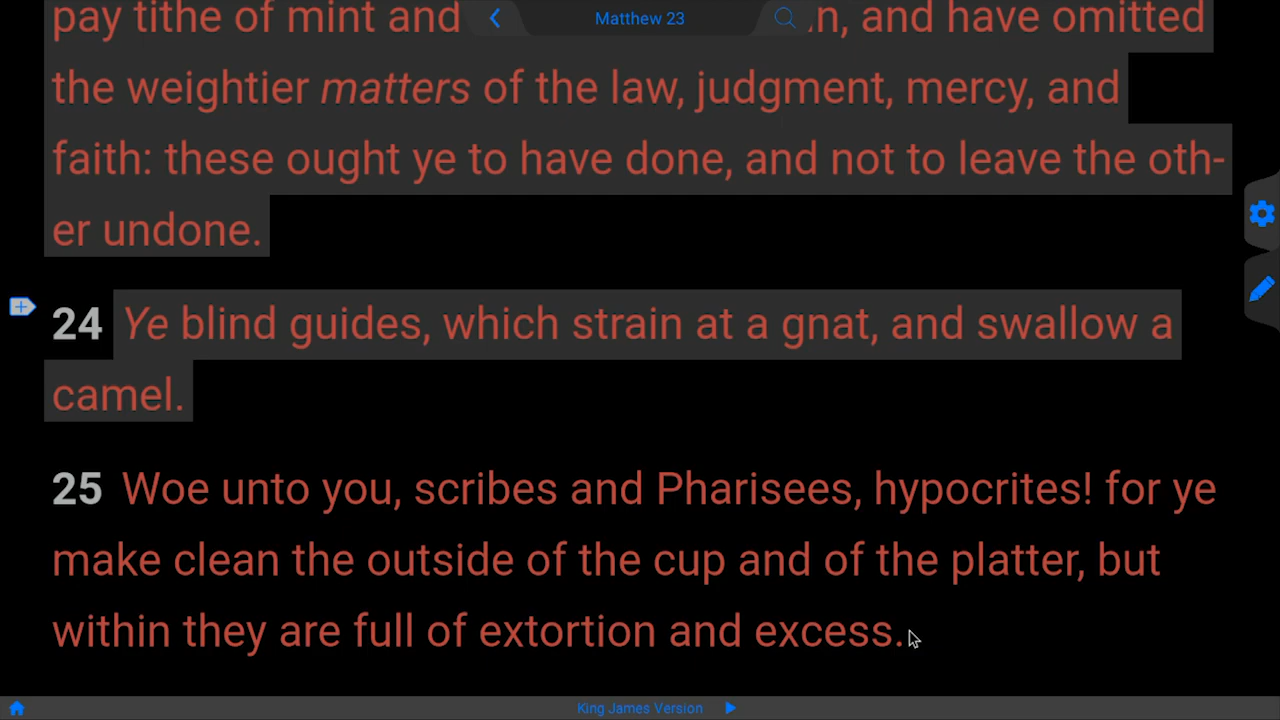 Matthew 23
pay tithe of mint and n, and have omitted
the weightier matters of the law, judgment, mercy, and
faith: these ought ye to have done, and not to leave the oth-
er undone.
24 Ye blind guides, which strain at a gnat, and swallow a
camel.
25 Woe unto you, scribes and Pharisees, hypocrites! for ye
make clean the outside of the cup and of the platter, but
within they are full of extortion and excess.
King James Version